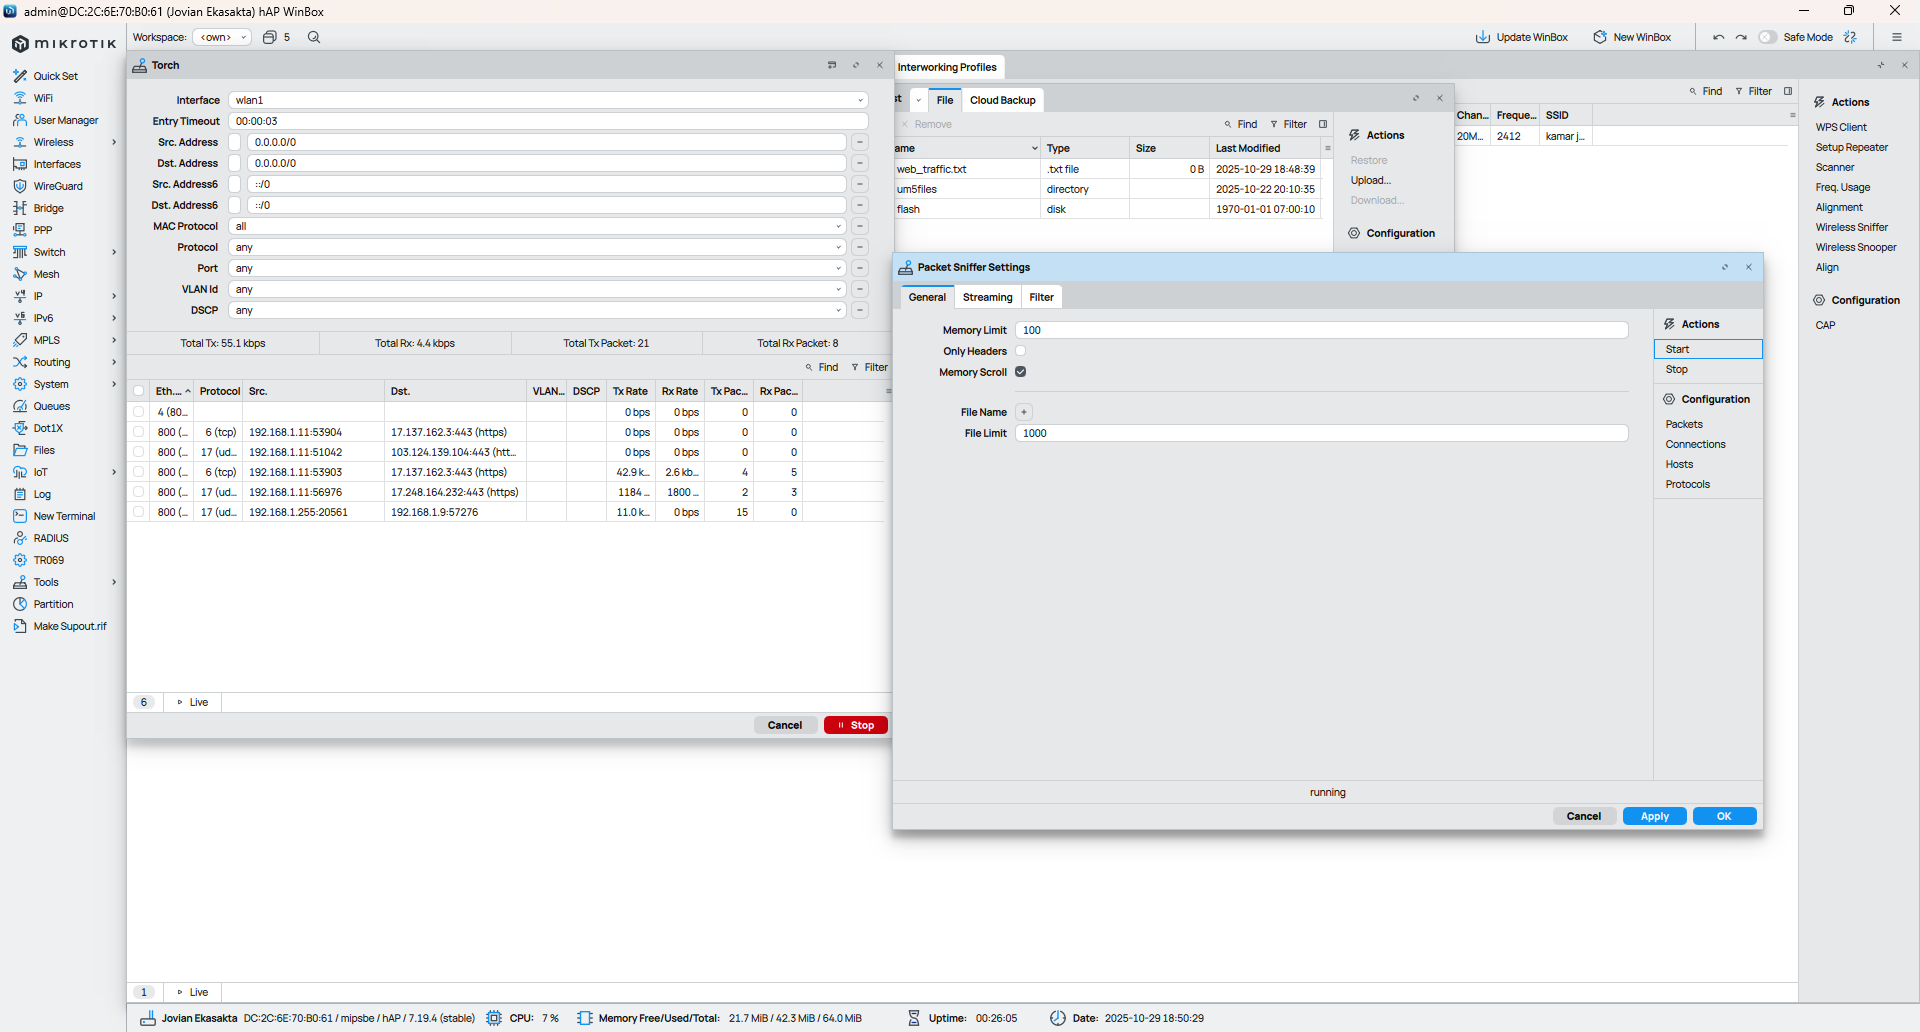 admin@DC:2C:6E:70:B0:61 (Jovian Ekasakta) hAP WinBox
MIKROTIK
Workspace: <own> 5
Update WinBox New WinBox Safe Mode
Quick Set
WiFi
User Manager
Wireless
Interfaces
WireGuard
Bridge
PPP
Switch
Mesh
IP
IPv6
MPLS
Routing
System
Queues
Dot1X
Files
IoT
Log
New Terminal
RADIUS
TR069
Tools
Partition
Make Supout.rif
Torch
Interface wlan1
Entry Timeout 00:00:03
Src. Address 0.0.0.0/0
Dst. Address 0.0.0.0/0
Src. Address6 ::/0
Dst. Address6 ::/0
MAC Protocol all
Protocol any
Port any
VLAN Id any
DSCP any
Total Tx: 55.1 kbps Total Rx: 4.4 kbps Total Tx Packet: 21 Total Rx Packet: 8
Find Filter
Eth.... Protocol Src. Dst. VLAN... DSCP Tx Rate Rx Rate Tx Pac... Rx Pac...
4 (80... 0 bps 0 bps 0 0
800 (... 6 (tcp) 192.168.1.11:53904 17.137.162.3:443 (https) 0 bps 0 bps 0 0
800 (... 17 (ud... 192.168.1.11:51042 103.124.139.104:443 (htt... 0 bps 0 bps 0 0
800 (... 6 (tcp) 192.168.1.11:53903 17.137.162.3:443 (https) 42.9 k... 2.6 kb... 4 5
800 (... 17 (ud... 192.168.1.11:56976 17.248.164.232:443 (https) 1184 ... 1800 ... 2 3
800 (... 17 (ud... 192.168.1.255:20561 192.168.1.9:57276 11.0 k... 0 bps 15 0
6 Live
Cancel Stop
Interworking Profiles
st File Cloud Backup
Remove Find Filter
ame Type Size Last Modified
web_traffic.txt .txt file 0 B 2025-10-29 18:48:39
um5files directory 2025-10-22 20:10:35
flash disk 1970-01-01 07:00:10
Actions
Restore
Upload...
Download...
Configuration
Find Filter
Chan... Freque... SSID
20M... 2412 kamar j...
Actions
WPS Client
Setup Repeater
Scanner
Freq. Usage
Alignment
Wireless Sniffer
Wireless Snooper
Align
Configuration
CAP
Packet Sniffer Settings
General Streaming Filter
Memory Limit 100
Only Headers
Memory Scroll
File Name +
File Limit 1000
Actions
Start
Stop
Configuration
Packets
Connections
Hosts
Protocols
running
Cancel Apply OK
1 Live
Jovian Ekasakta DC:2C:6E:70:B0:61 / mipsbe / hAP / 7.19.4 (stable) CPU: 7 % Memory Free/Used/Total: 21.7 MiB / 42.3 MiB / 64.0 MiB Uptime: 00:26:05 Date: 2025-10-29 18:50:29